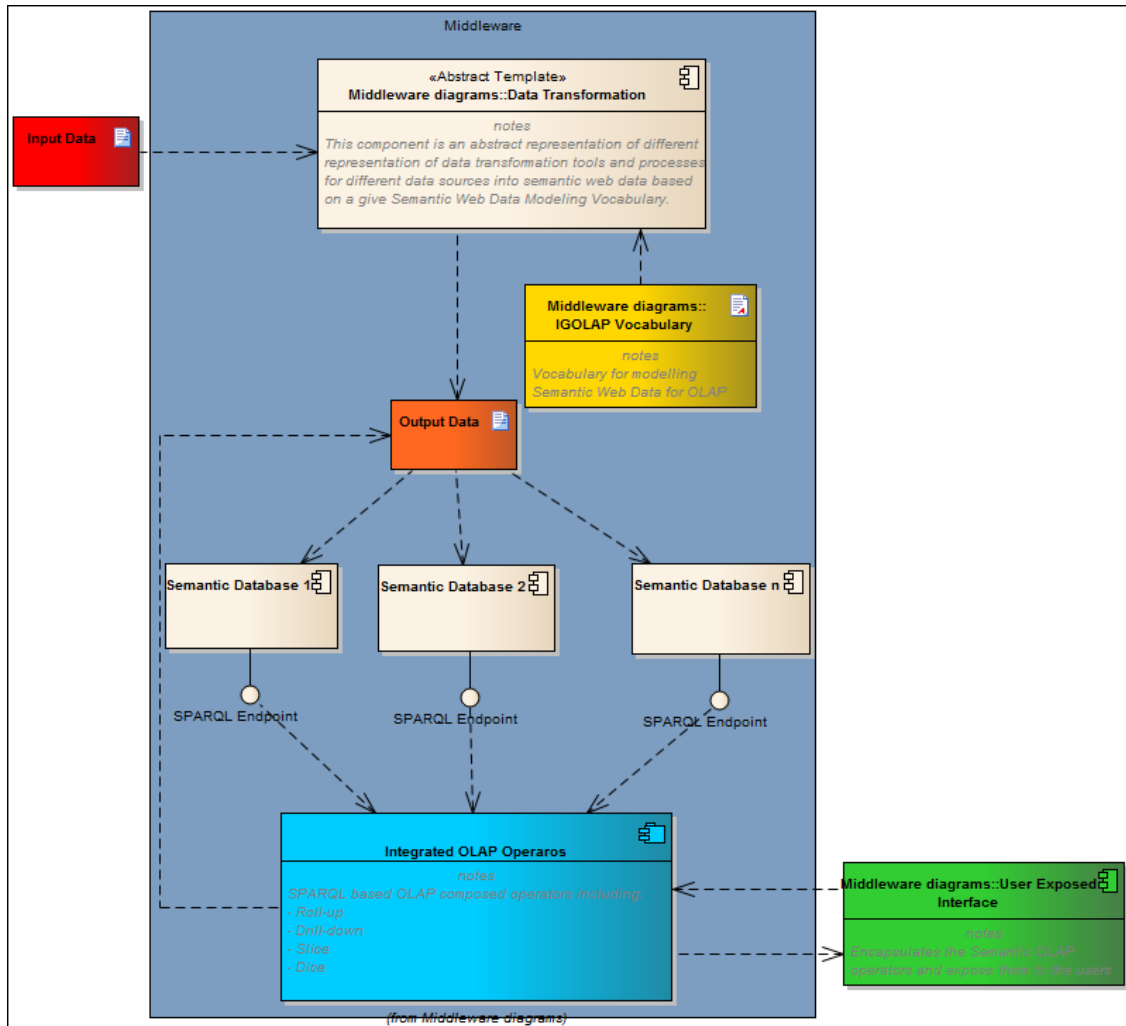 Middleware
«Abstract Template»
Middleware diagrams::Data Transformation
notes
This component is an abstract representation of different
representation of data transformation tools and processes
for different data sources into semantic web data based
on a give Semantic Web Data Modeling Vocabulary.
Input Data
Middleware diagrams::
IGOLAP Vocabulary
notes
Vocabulary for modelling
Semantic Web Data for OLAP
Output Data
Semantic Database 1
Semantic Database 2
Semantic Database n
SPARQL Endpoint
SPARQL Endpoint
SPARQL Endpoint
Integrated OLAP Operaros
notes
SPARQL based OLAP composed operators including
- Roll-up
- Drill-down
- Slice
- Dice
(from Middleware diagrams)
Middleware diagrams::User Exposed
Interface
notes
Encapsulates the Semantic OLAP
operators and expose them to the users